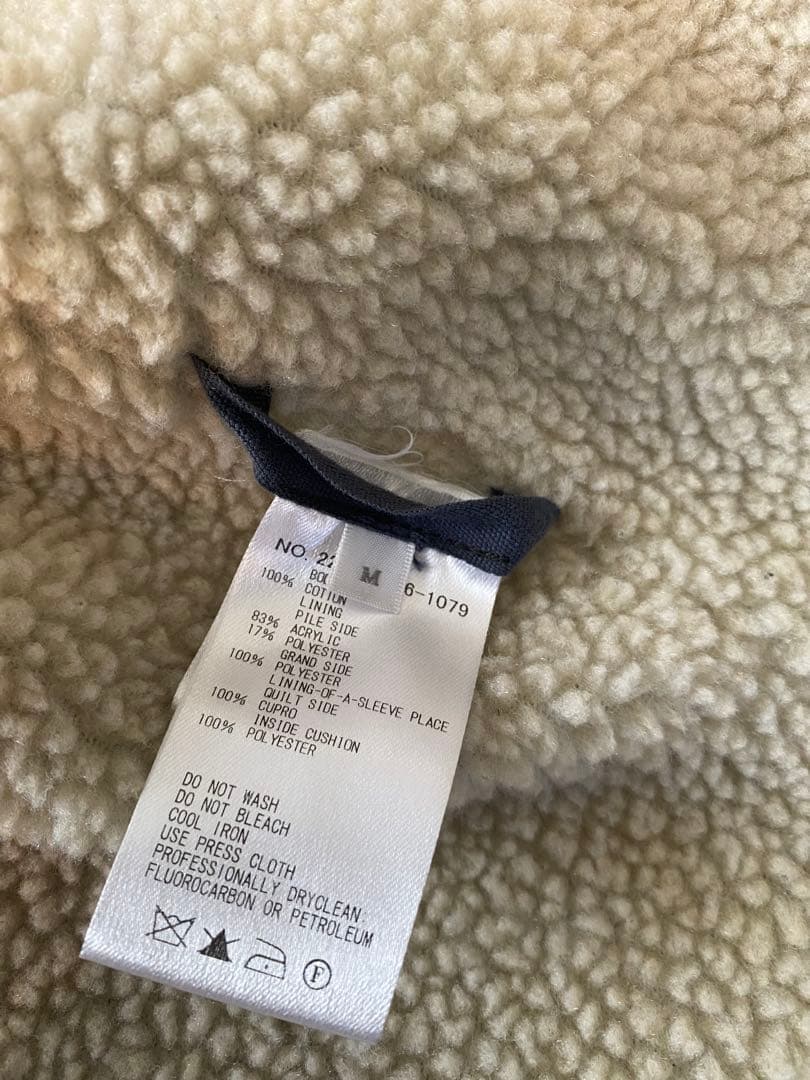 M
NO. 22 6-1079
BO
100% COTION
LINING
PILE SIDE
83% ACRYLIC
17% POLYESTER
GRAND SIDE
100% POLYESTER
LINING-OF-A-SLEEVE PLACE
QUILT SIDE
100% CUPRO
INSIDE CUSHION
100% POLYESTER
DO NOT WASH
DO NOT BLEACH
COOL IRON
USE PRESS CLOTH
PROFESSIONALLY DRYCLEAN:
FLUOROCARBON OR PETROLEUM
F